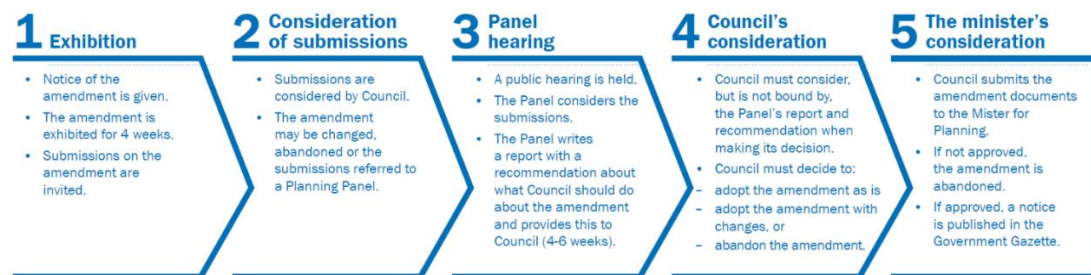 1 Exhibition
• Notice of the
amendment is given.
• The amendment is
exhibited for 4 weeks.
• Submissions on the
amendment are
invited.
2 Consideration
of submissions
• Submissions are
considered by Council.
• The amendment
may be changed,
abandoned or the
submissions referred to
a Planning Panel.
3 Panel
hearing
• A public hearing is held.
• The Panel considers the
submissions.
• The Panel writes
a report with a
recommendation about
what Council should do
about the amendment
and provides this to
Council (4-6 weeks).
4 Council's
consideration
• Council must consider,
but is not bound by,
the Panel's report and
recommendation when
making its decision.
• Council must decide to:
– adopt the amendment as is
– adopt the amendment with
changes, or
– abandon the amendment.
5 The minister's
consideration
• Council submits the
amendment documents
to the Mister for
Planning.
• If not approved,
the amendment is
abandoned.
• If approved, a notice
is published in the
Government Gazette.